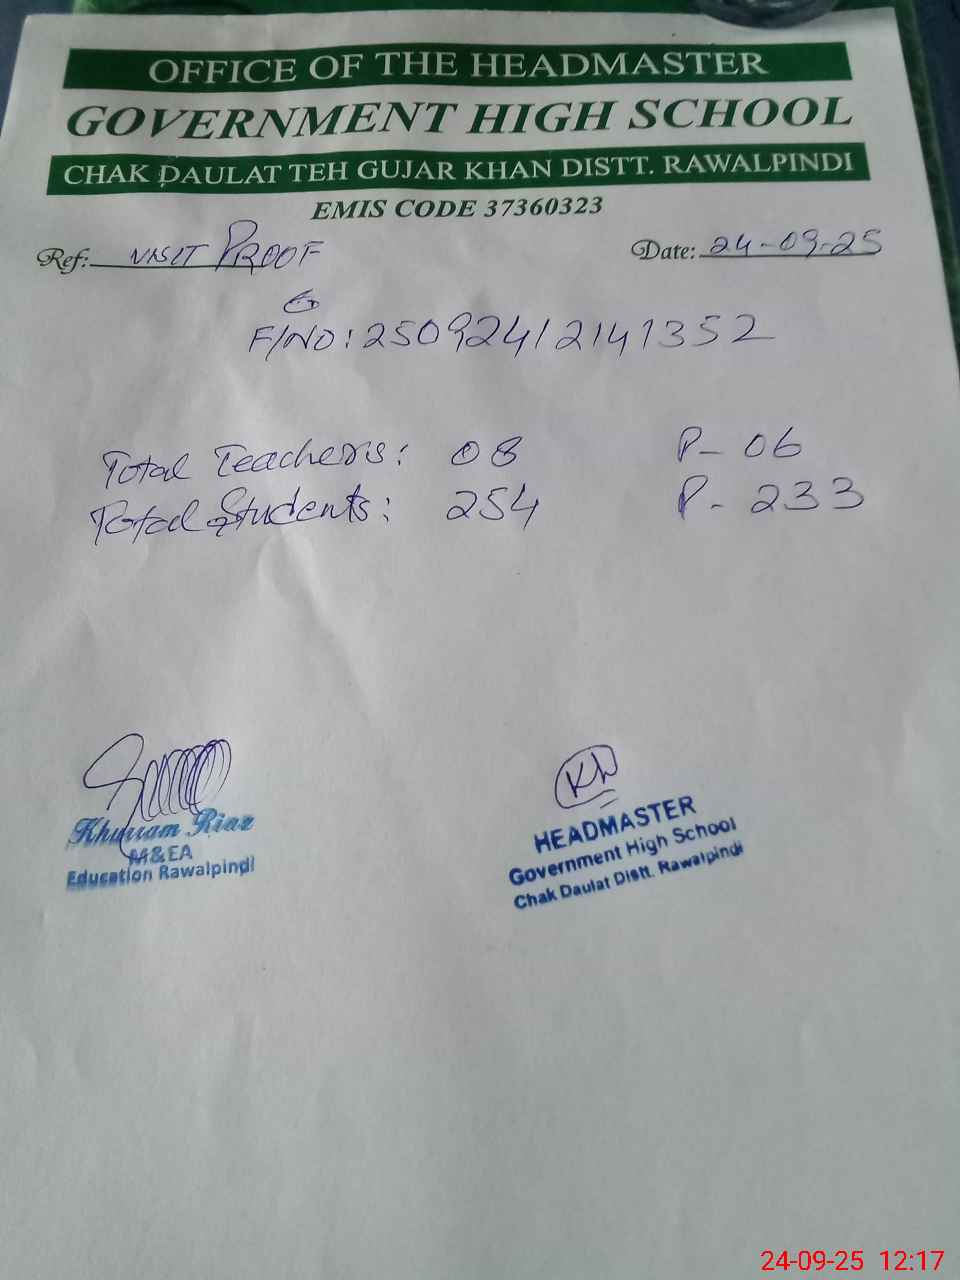 OFFICE OF THE HEADMASTER
GOVERNMENT HIGH SCHOOL
CHAK DAULAT TEH GUJAR KHAN DISTT. RAWALPINDI
EMIS CODE 37360323
Ref: VISIT PROOF Date: 24-09-25
F/NO: 25092412141352
Total Teachers: 08 P- 06
Total Students: 254 P- 233
Khurram Riaz
M&EA
Education Rawalpindi
HEADMASTER
Government High School
Chak Daulat Distt. Rawalpindi
24-09-25 12:17